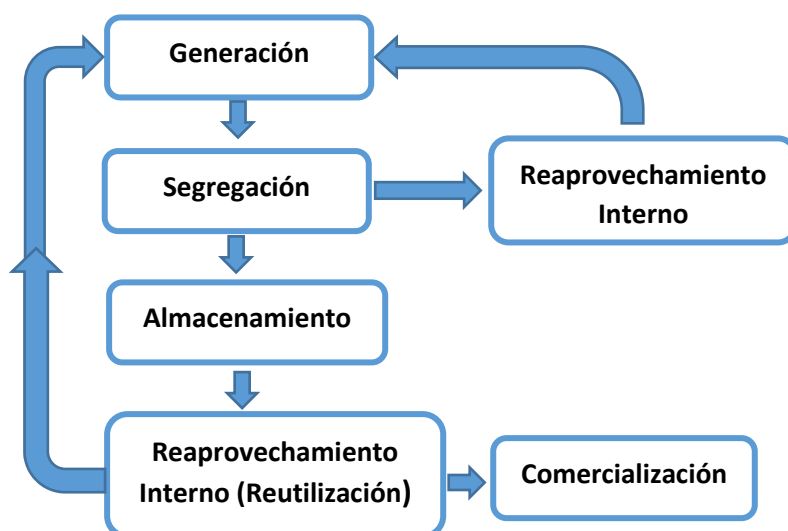 Generación
Segregación
Reaprovechamiento
Interno
Almacenamiento
Reaprovechamiento
Interno (Reutilización)
Comercialización